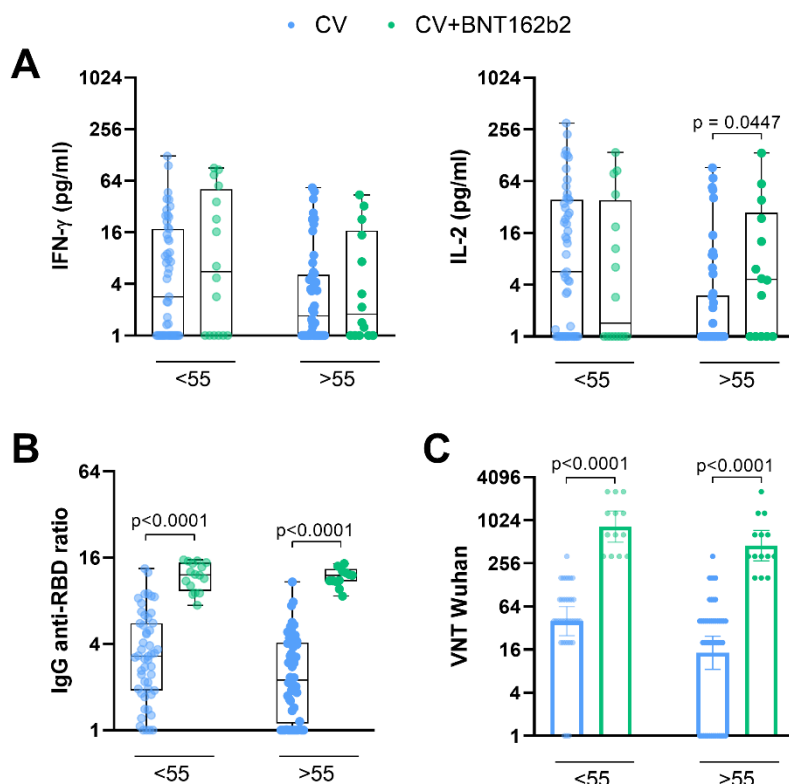 CV CV+BNT162b2
A
1024
256
64
16
4
1
IFN-γ (pg/ml)
<55 >55
1024
256
64
16
4
1
IL-2 (pg/ml)
p = 0.0447
<55 >55
B
64
16
4
1
IgG anti-RBD ratio
p<0.0001
p<0.0001
<55 >55
C
4096
1024
256
64
16
4
1
VNT Wuhan
p<0.0001 p<0.0001
<55 >55